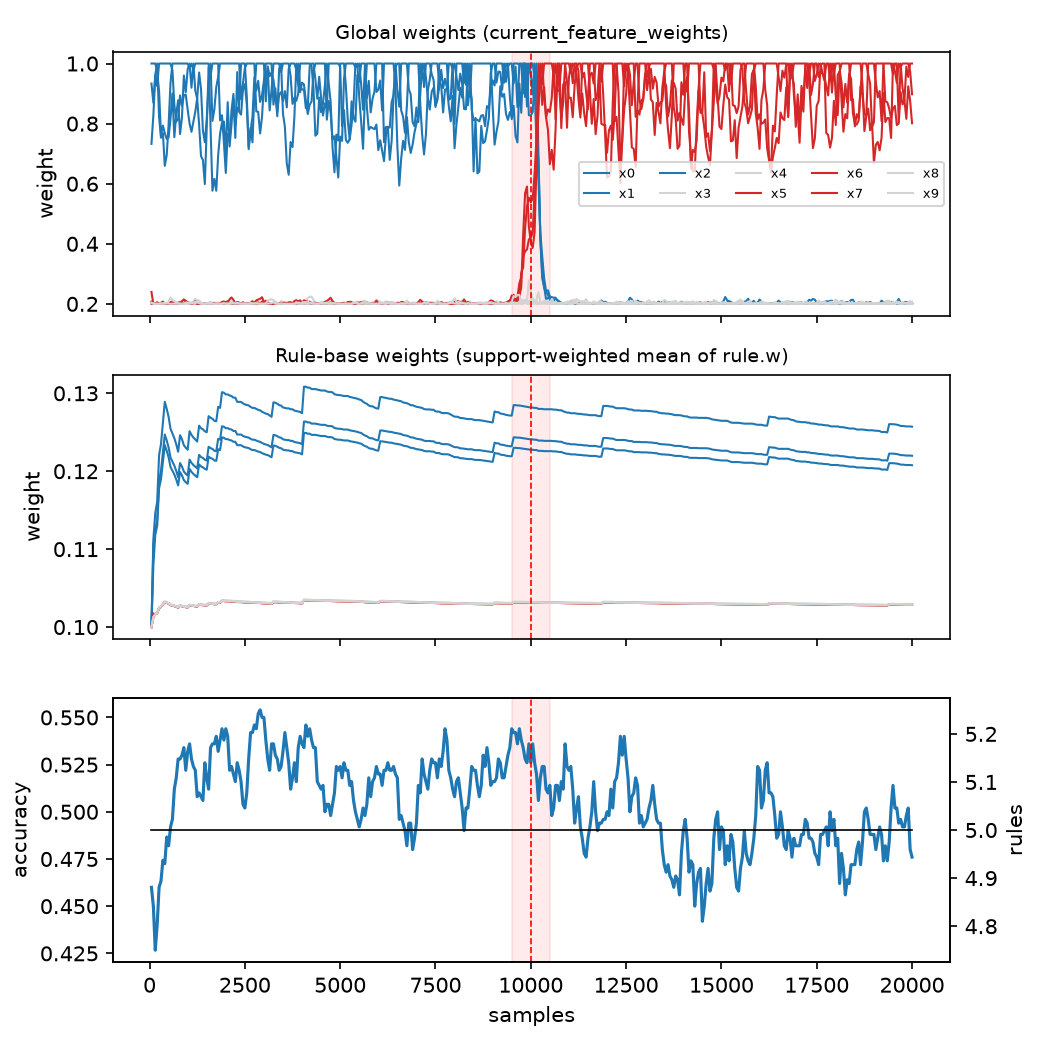 Global weights (current_feature_weights)
1.0
0.8
0.6
0.4
0.2
weight
x0 x2 x4 x6 x8
x1 x3 x5 x7 x9
Rule-base weights (support-weighted mean of rule.w)
0.13
0.12
0.11
0.10
weight
0.550
0.525
0.500
0.475
0.450
0.425
accuracy
5.2
5.1
5.0
4.9
4.8
rules
0 2500 5000 7500 10000 12500 15000 17500 20000
samples